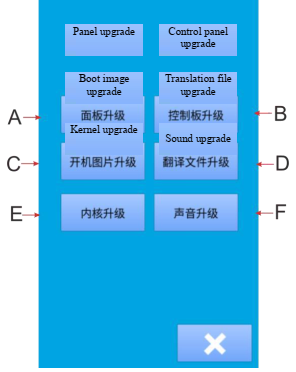 Panel upgrade
Control panel
upgrade
Boot image
upgrade
Translation file
upgrade
A
面板升级
控制板升级
B
Kernel upgrade
Sound upgrade
C
开机图片升级
翻译文件升级
D
E
内核升级
声音升级
F